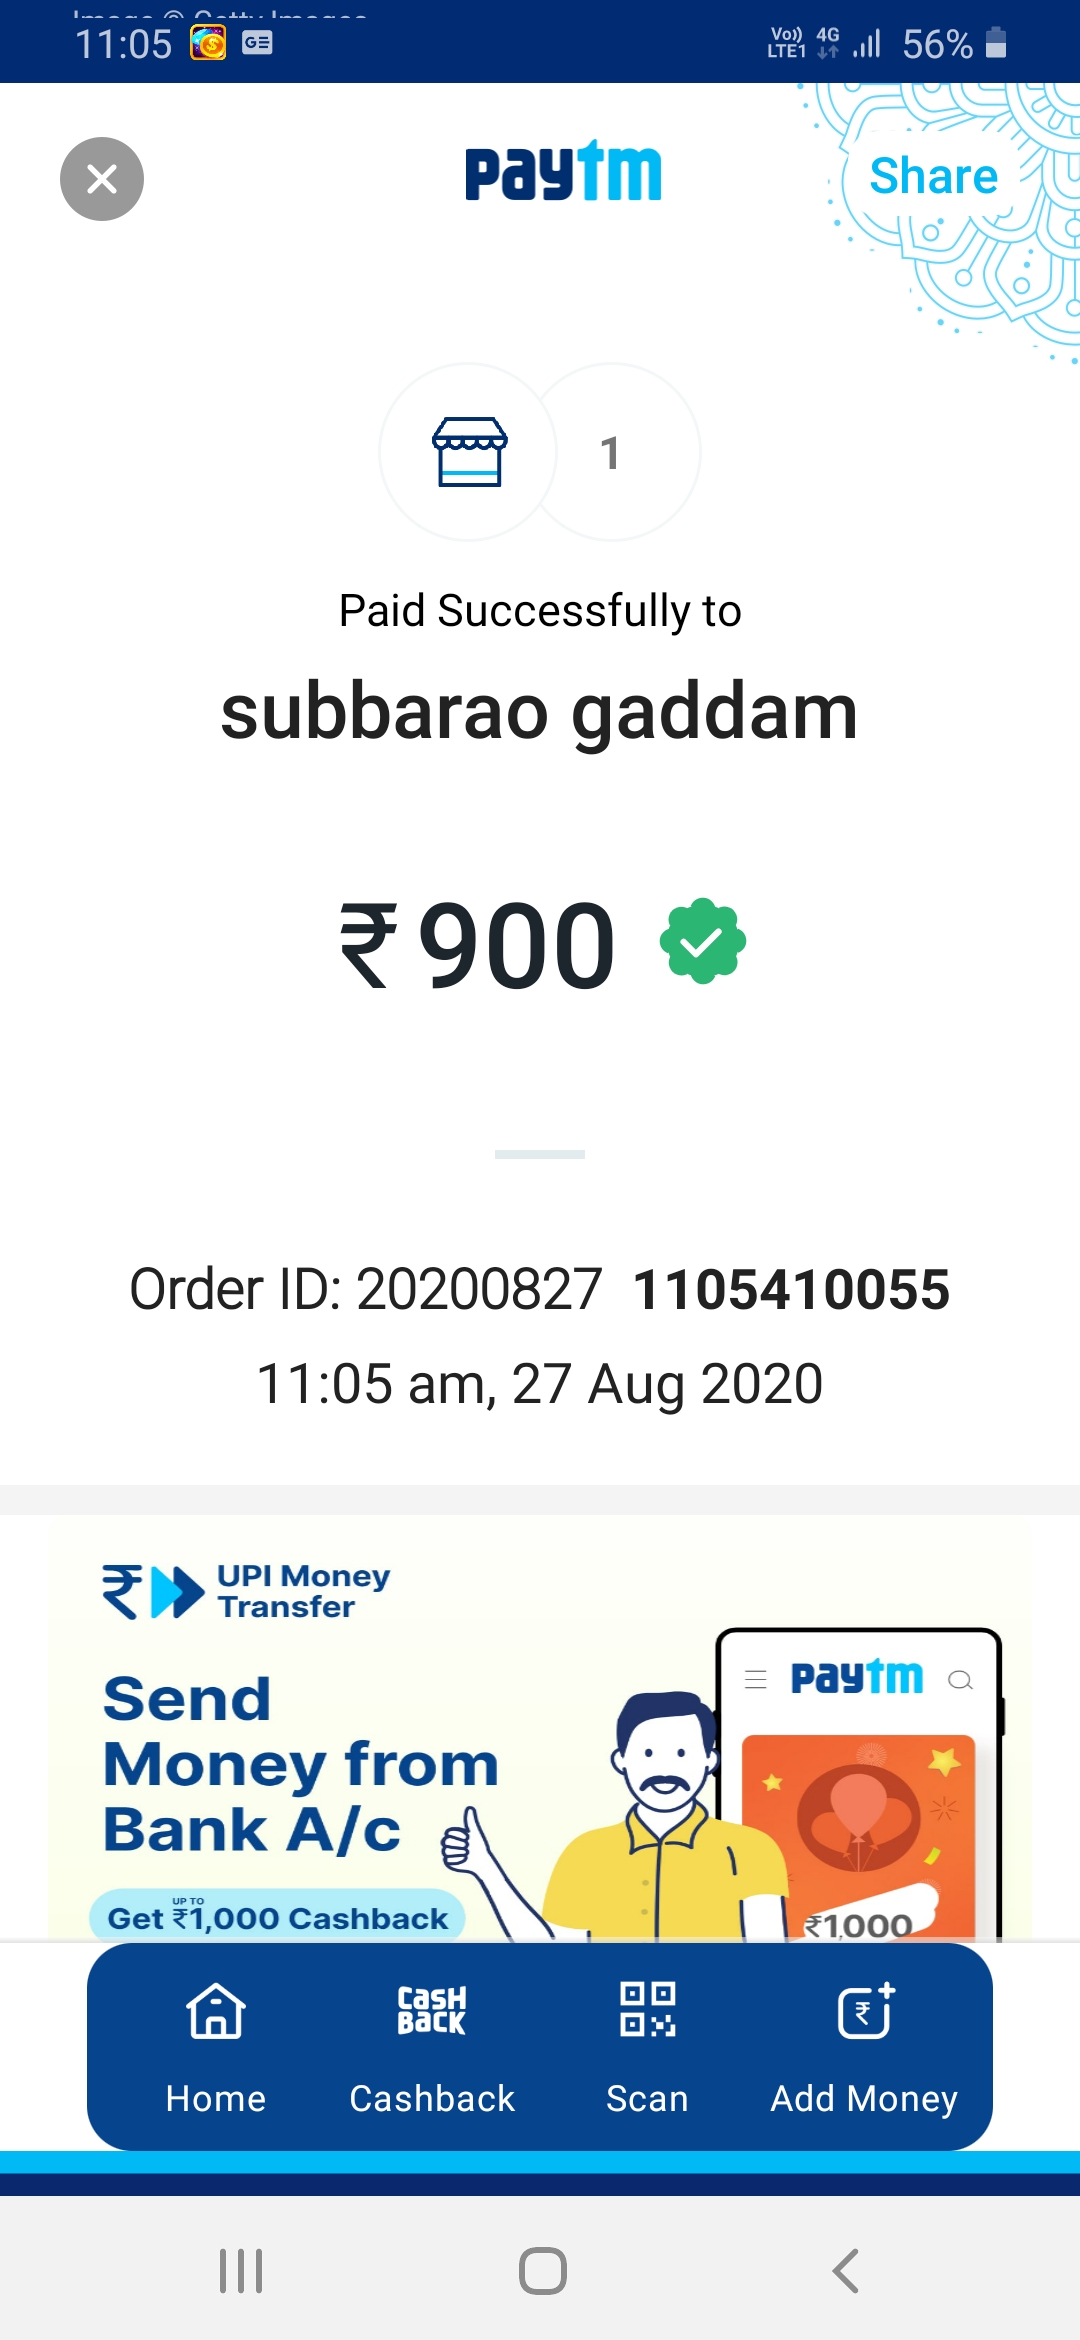 Image © Getty Images
11:05 GE Vo)) LTE1 4G 56%
paytm
Share
1
Paid Successfully to
subbarao gaddam
₹900
Order ID: 20200827 1105410055
11:05 am, 27 Aug 2020
₹ UPI Money
Transfer
Send
Money from
Bank A/c
UP TO
Get ₹1,000 Cashback
paytm
₹1,000
CASH
BACK
₹
Home Cashback Scan Add Money